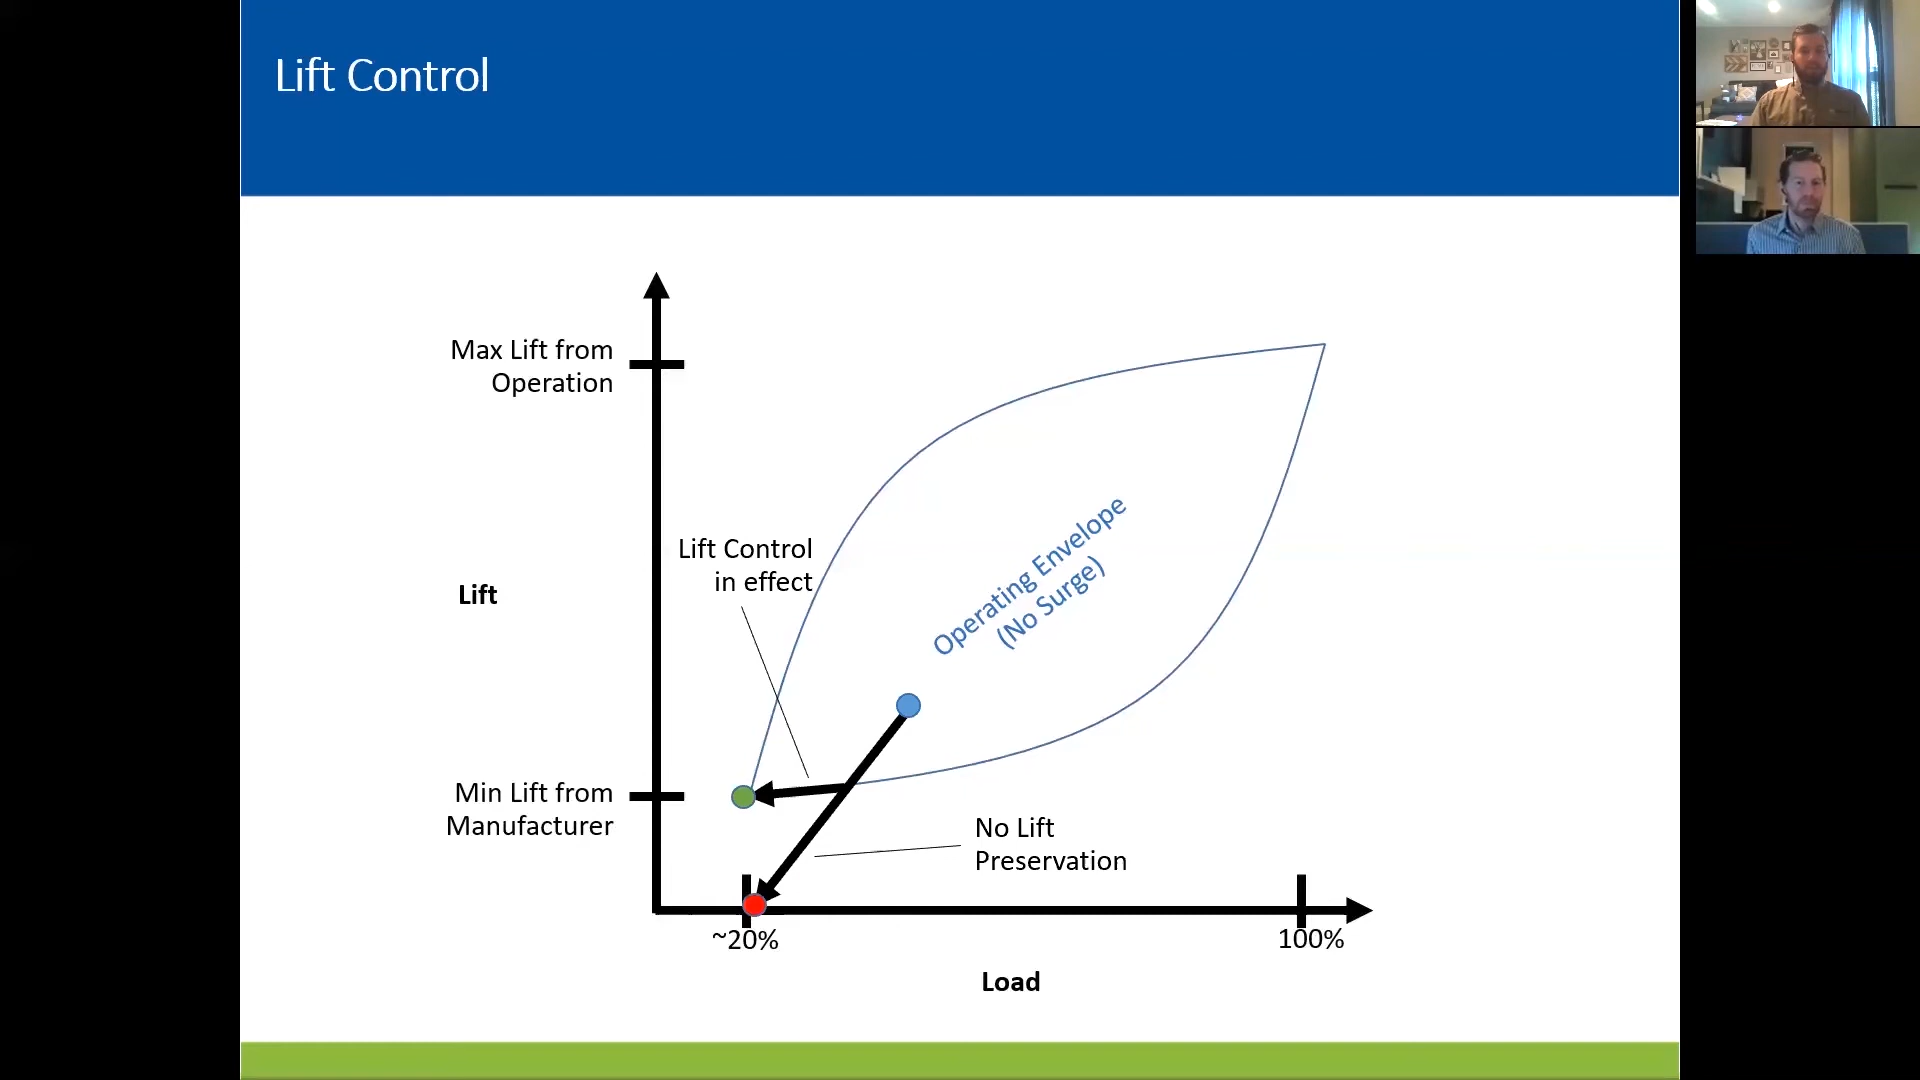 Lift Control
Max Lift from
Operation
Lift Control
in effect
Operating Envelope
(No Surge)
Lift
Min Lift from
Manufacturer
No Lift
Preservation
~20%
100%
Load